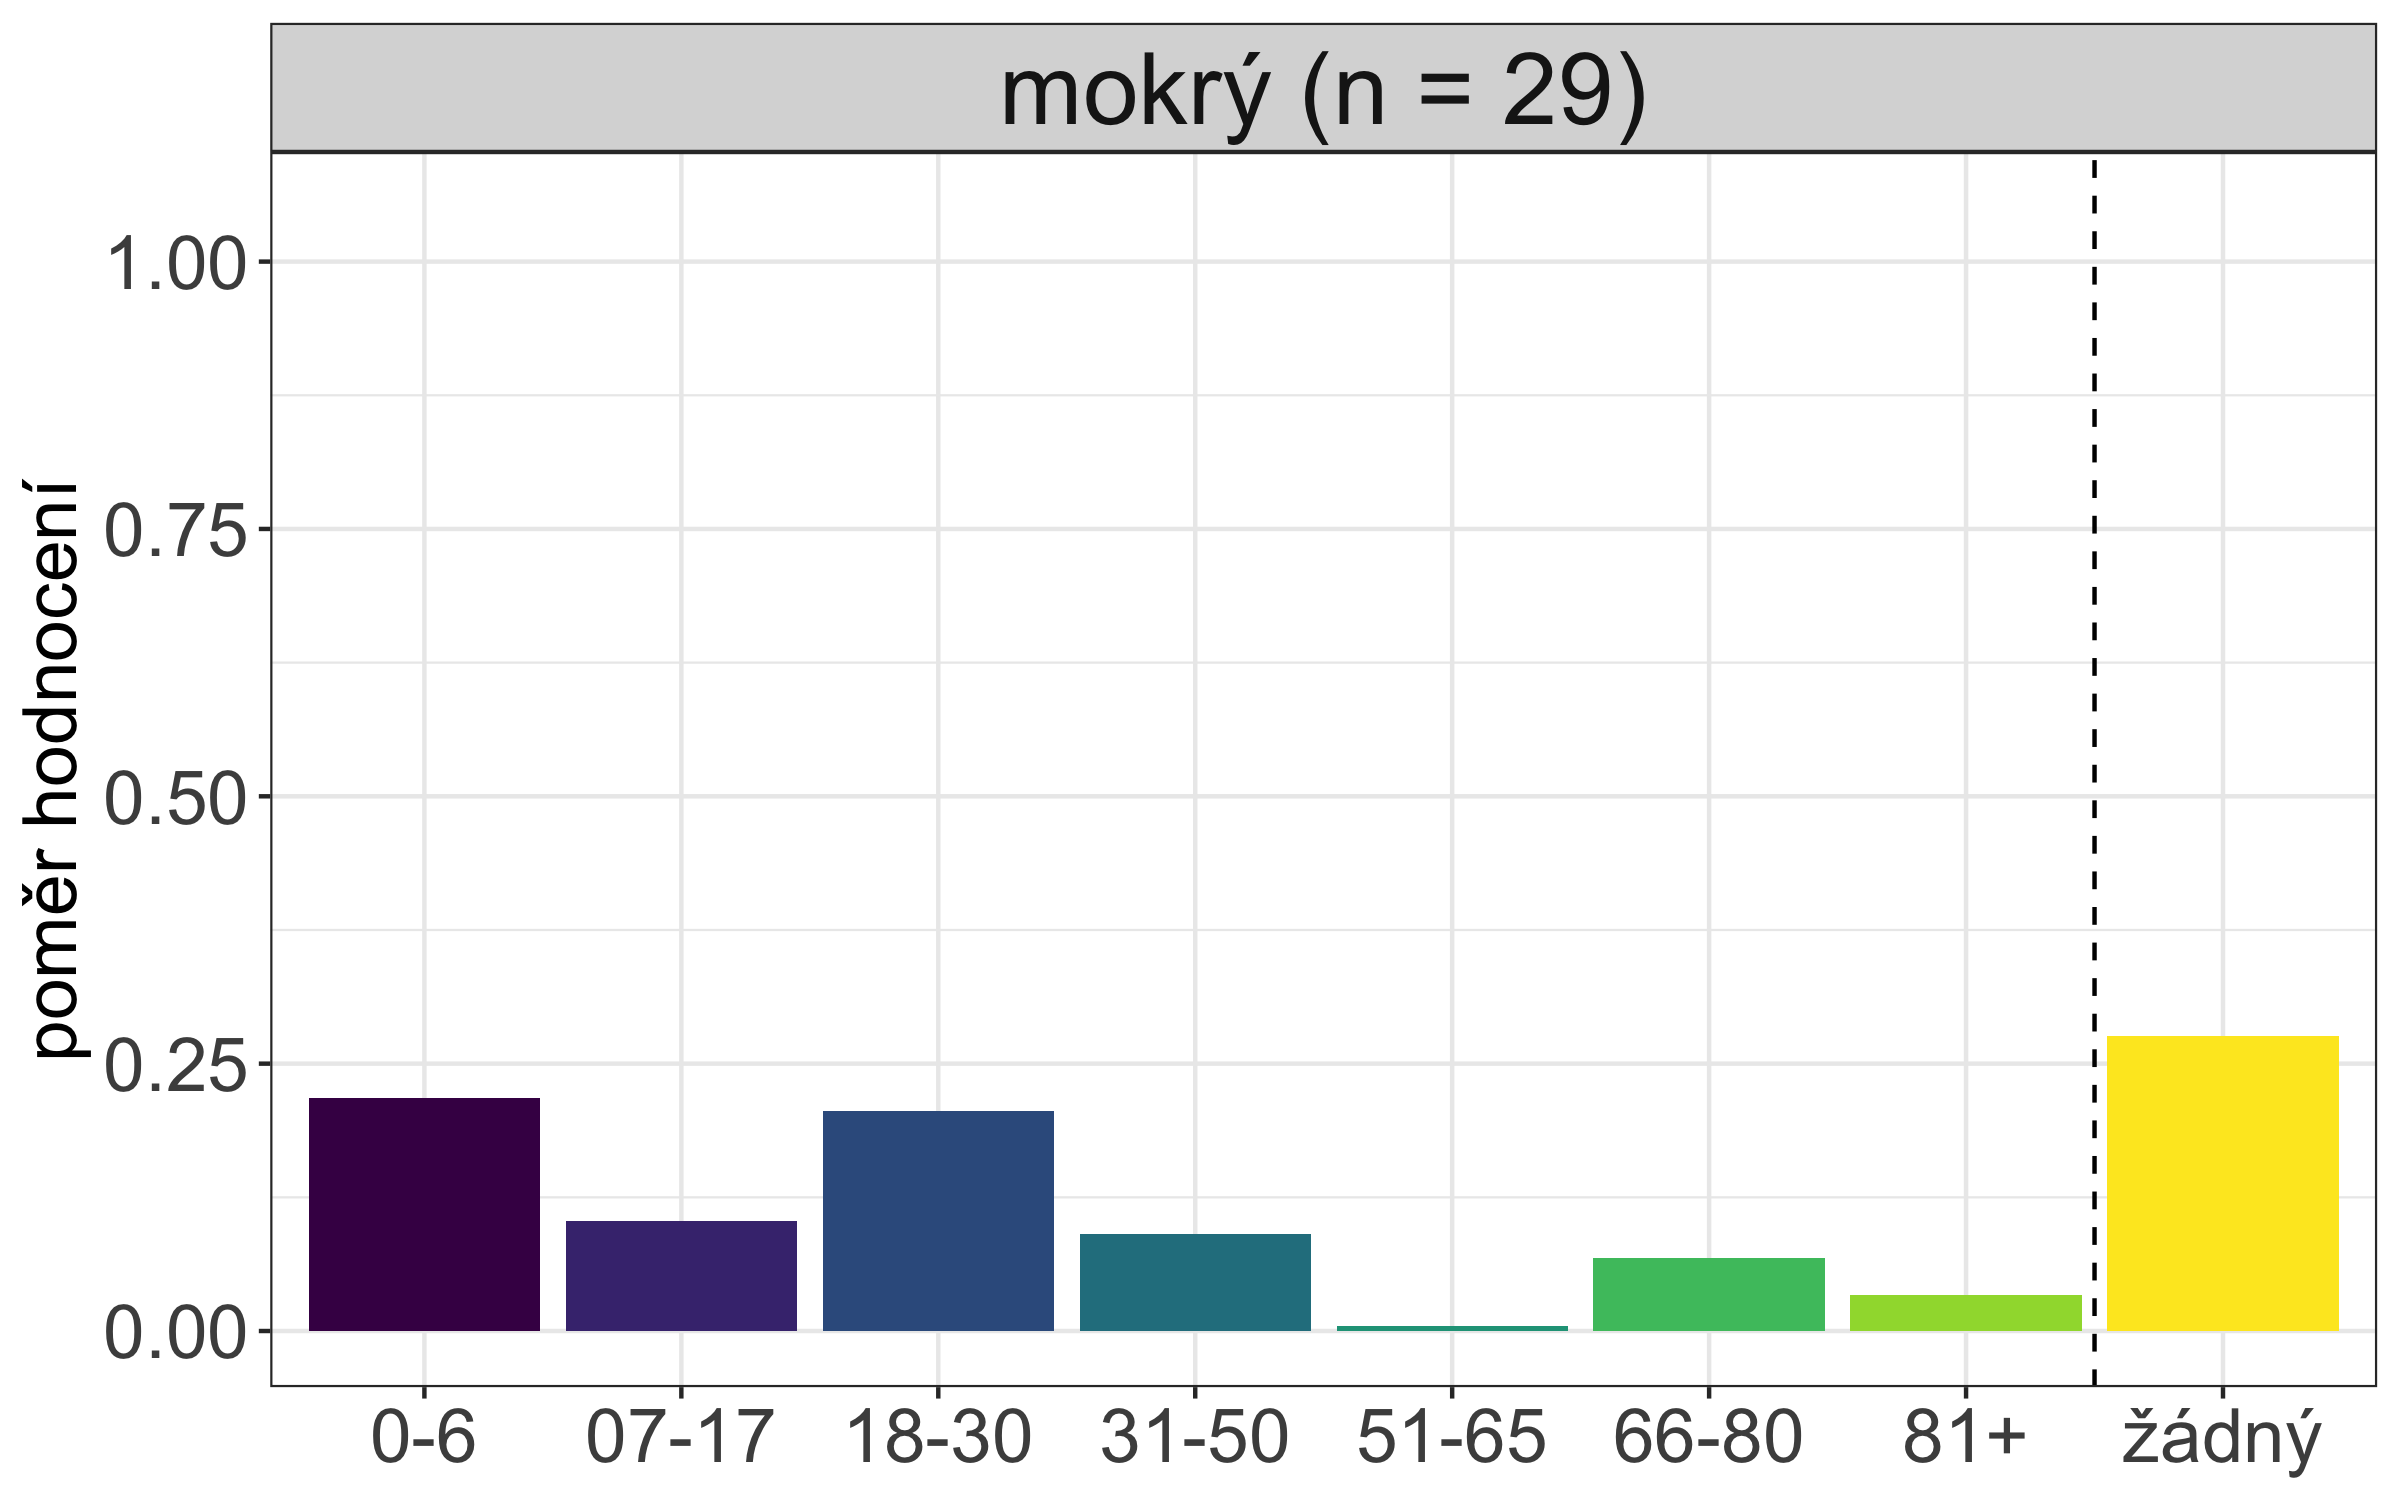 mokrý (n = 29)
poměr hodnocení
1.00
0.75
0.50
0.25
0.00
0-6 07-17 18-30 31-50 51-65 66-80 81+ žádný